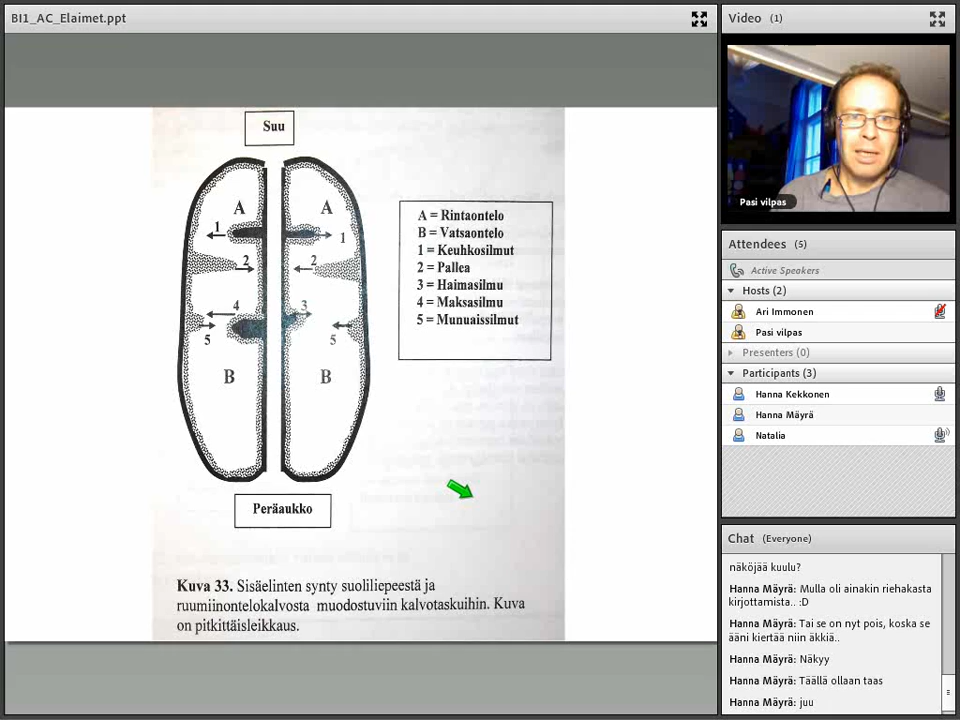 BI1_AC_Elaimet.ppt
Suu
A A
1 1
2 2
4 3
5 5
B B
Peräaukko
A = Rintaontelo
B = Vatsaontelo
1 = Keuhkosilmut
2 = Pallea
3 = Haimasilmu
4 = Maksasilmu
5 = Munuaissilmut
Kuva 33. Sisäelinten synty suoliliepeestä ja
ruumiinontelokalvosta muodostuviin kalvotaskuihin. Kuva
on pitkittäisleikkaus.
Video (1)
Pasi vilpas
Attendees (5)
Active Speakers
Hosts (2)
Ari Immonen
Pasi vilpas
Presenters (0)
Participants (3)
Hanna Kekkonen
Hanna Mäyrä
Natalia
Chat (Everyone)
näköjää kuulu?
Hanna Mäyrä: Mulla oli ainakin riehakasta
kirjottamista.. :D
Hanna Mäyrä: Tai se on nyt pois, koska se
ääni kiertää niin äkkiä..
Hanna Mäyrä: Näkyy
Hanna Mäyrä: Täällä ollaan taas
Hanna Mäyrä: juu